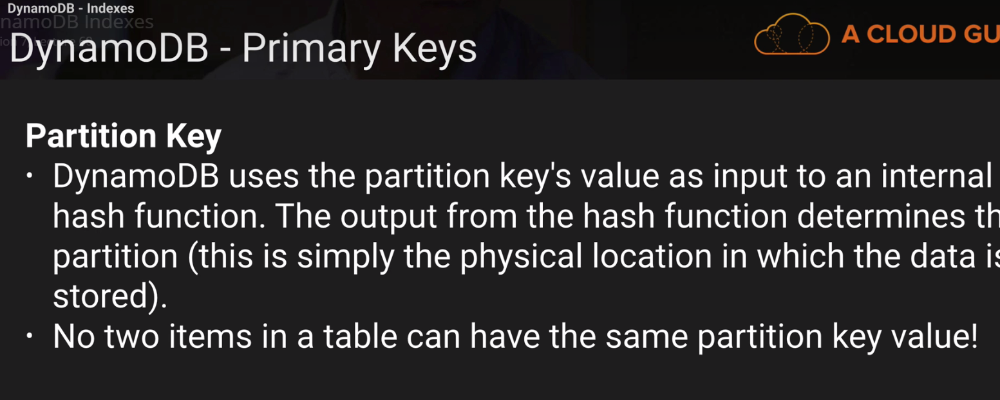 DynamoDB - Indexes
namoDB Indexes
DynamoDB - Primary Keys
A CLOUD GU
Partition Key
• DynamoDB uses the partition key's value as input to an internal
hash function. The output from the hash function determines th
partition (this is simply the physical location in which the data is
stored).
• No two items in a table can have the same partition key value!